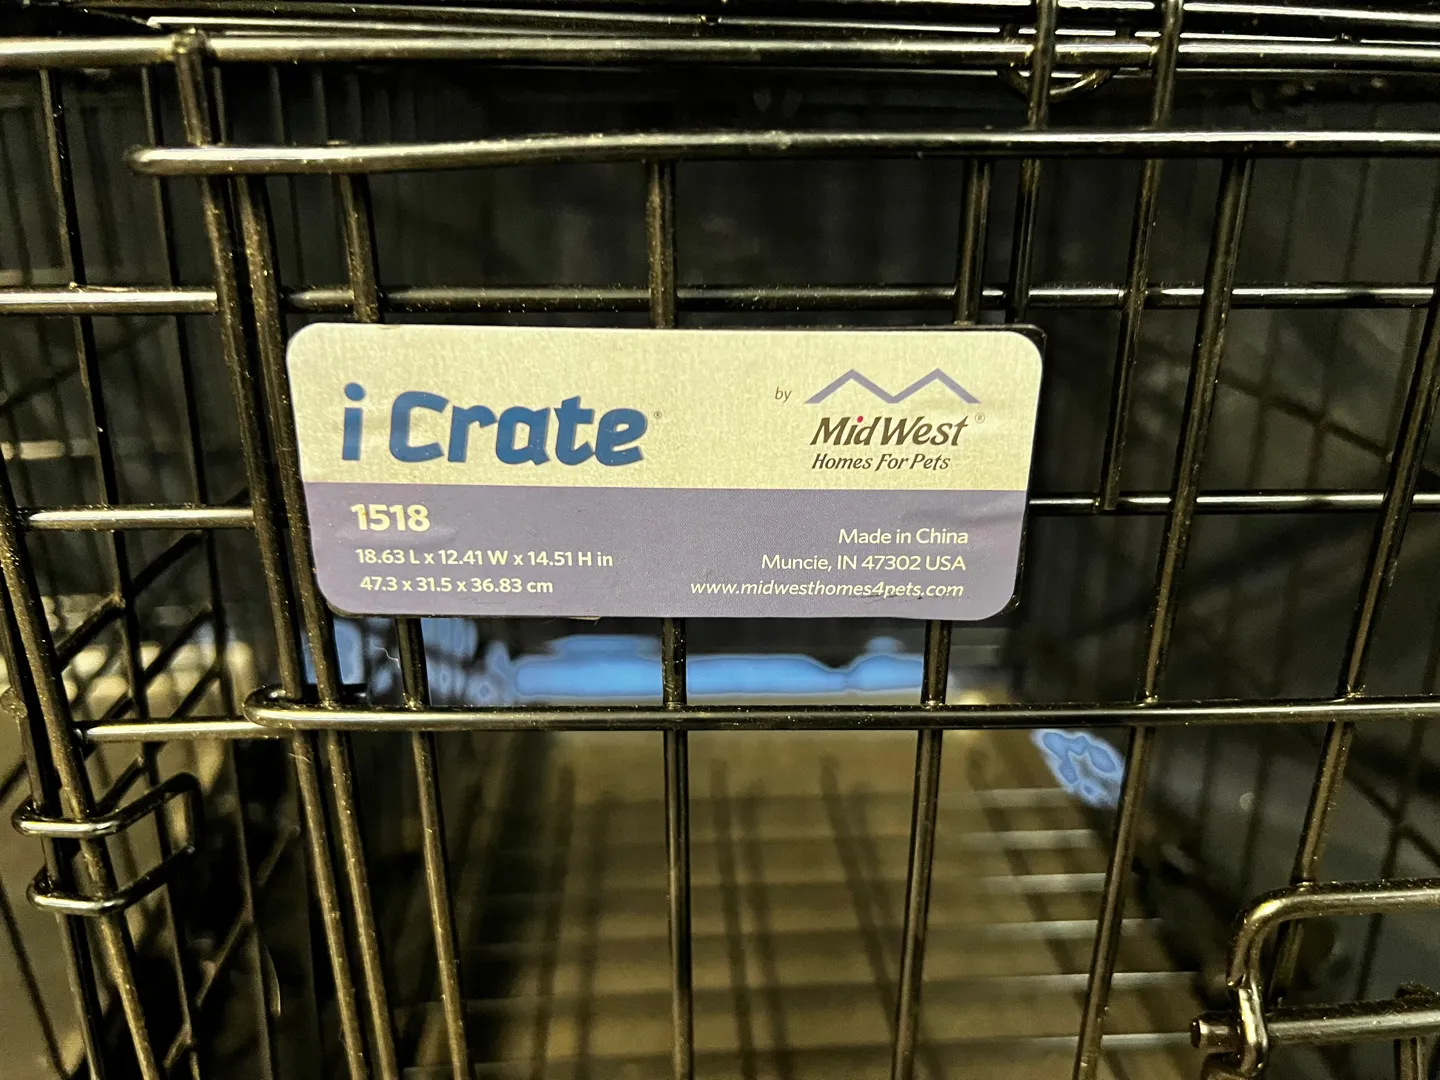 i Crate®
by
MidWest®
Homes For Pets
1518
18.63 L x 12.41 W x 14.51 H in
47.3 x 31.5 x 36.83 cm
Made in China
Muncie, IN 47302 USA
www.midwesthomes4pets.com